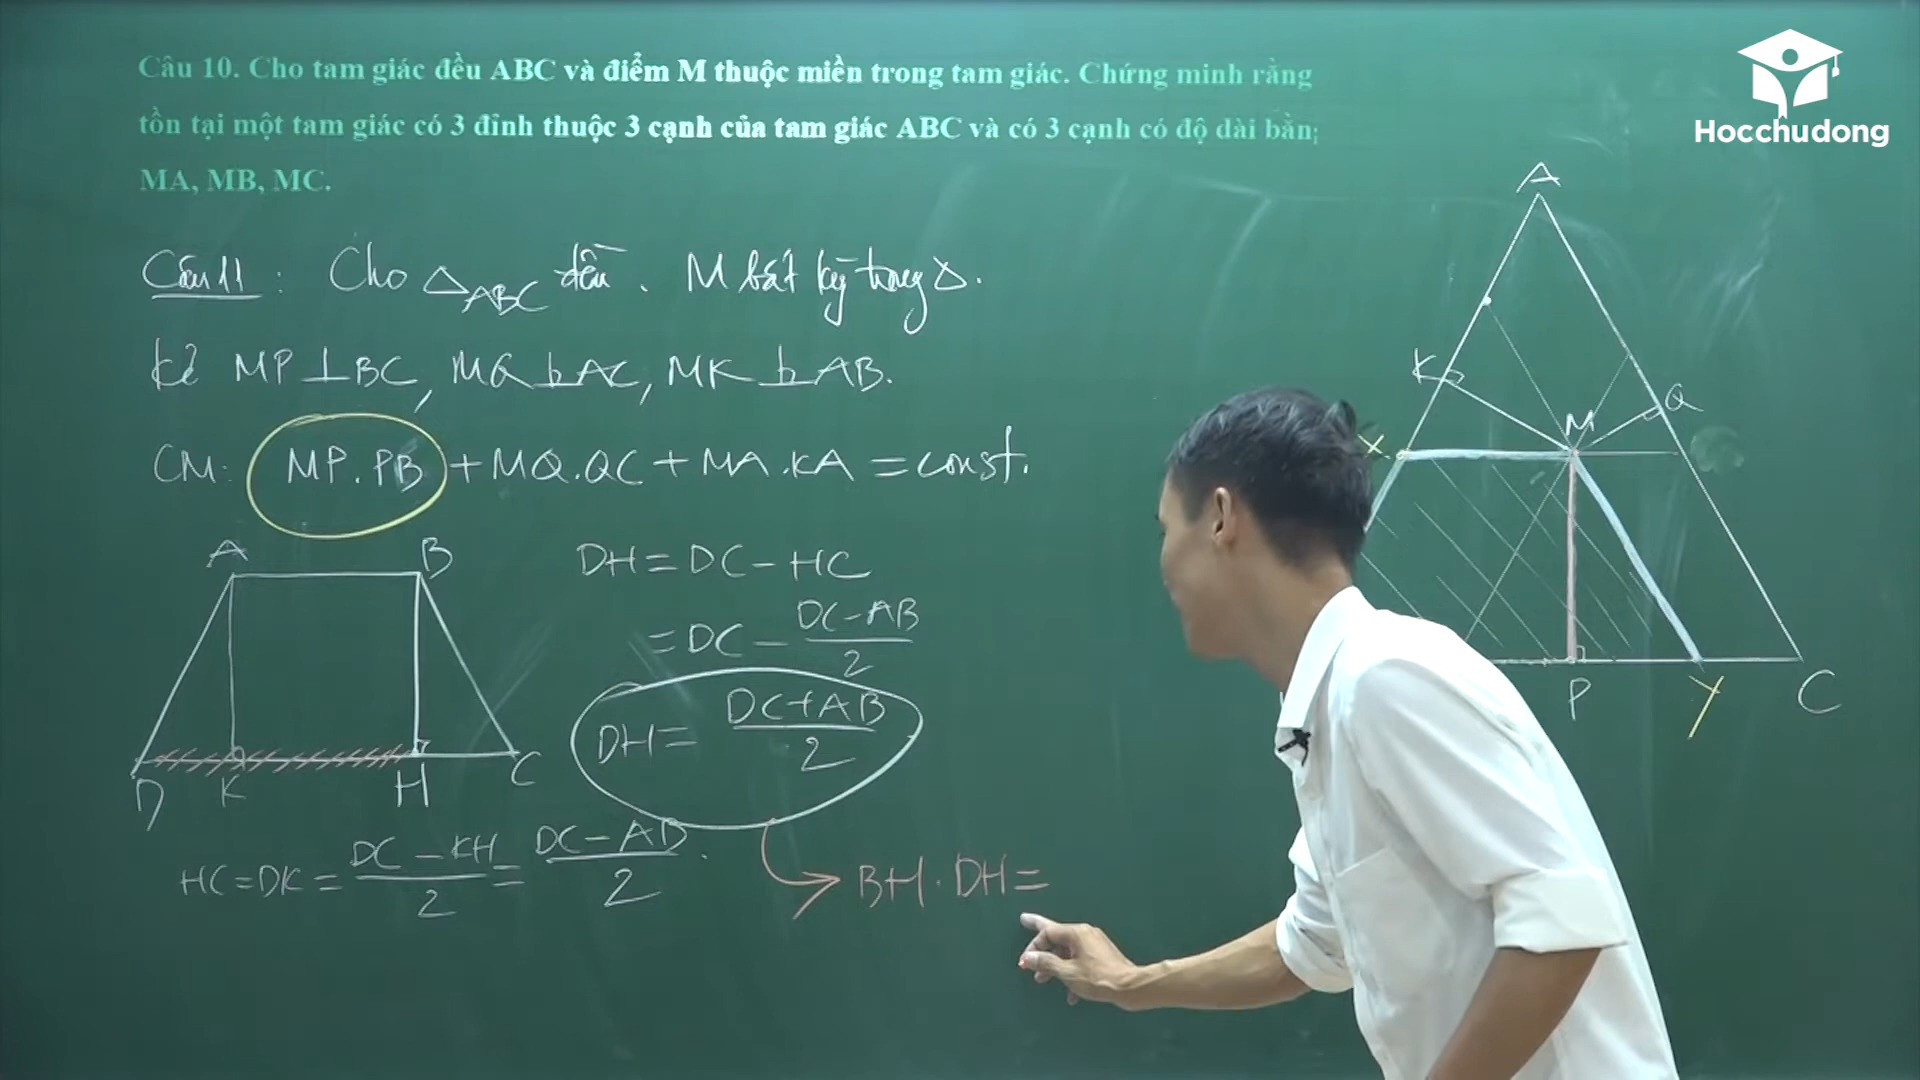 Hocchudong
Câu 10. Cho tam giác đều ABC và điểm M thuộc miền trong tam giác. Chứng minh rằng
tồn tại một tam giác có 3 đỉnh thuộc 3 cạnh của tam giác ABC và có 3 cạnh có độ dài bằn
MA, MB, MC.
Câu 11 : Cho △ABC đều . M bất kỳ trong △.
Kẻ MP ⊥ BC, MQ ⊥ AC, MK ⊥ AB.
CM: MP.PB + MQ.QC + MA.KA = const.
A B
D K H C
DH = DC - HC
= DC - (DC - AB)/2
DH = (DC + AB)/2
HC = DK = (DC - KH)/2 = (DC - AB)/2 .
BH . DH =
A
K Q
X M
P Y C